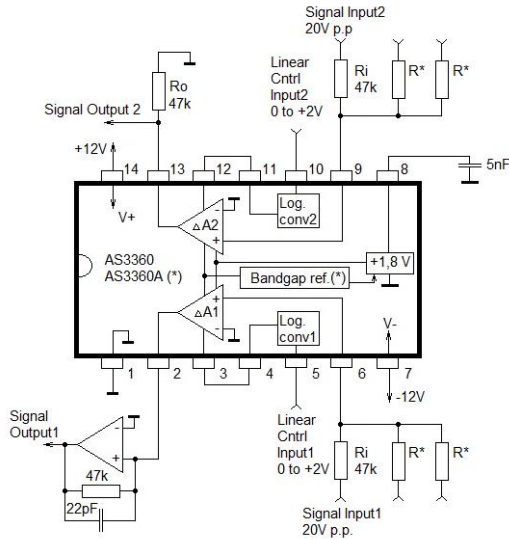 Signal Input2
20V p.p
Linear
Cntrl
Input2
0 to +2V
Ri
47k
R*
R*
Ro
47k
Signal Output 2
+12V
5nF
14
13
12
11
10
9
8
V+
ΔA2
-
+
Log.
conv2
+1,8 V
AS3360
AS3360A (*)
Bandgap ref.(*)
ΔA1
+
-
Log.
conv1
V-
1
2
3
4
5
6
7
-12V
Signal
Output1
-
+
47k
22pF
Linear
Cntrl
Input1
0 to +2V
Ri
47k
R*
R*
Signal Input1
20V p.p.